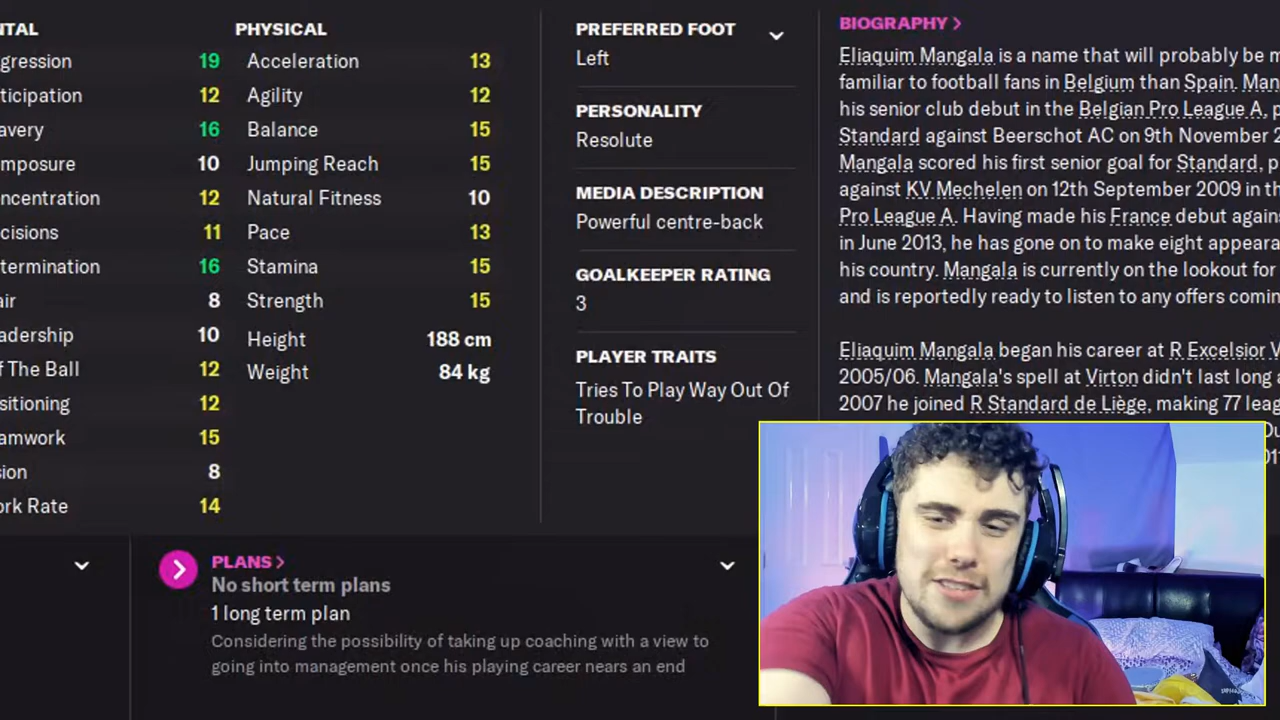 NTAL
gression 19
ticipation 12
avery 16
mposure 10
ncentration 12
cisions 11
termination 16
air 8
adership 10
f The Ball 12
sitioning 12
amwork 15
sion 8
ork Rate 14
PHYSICAL
Acceleration 13
Agility 12
Balance 15
Jumping Reach 15
Natural Fitness 10
Pace 13
Stamina 15
Strength 15
Height 188 cm
Weight 84 kg
PREFERRED FOOT
Left
PERSONALITY
Resolute
MEDIA DESCRIPTION
Powerful centre-back
GOALKEEPER RATING
3
PLAYER TRAITS
Tries To Play Way Out Of
Trouble
BIOGRAPHY >
Eliaquim Mangala is a name that will probably be m
familiar to football fans in Belgium than Spain. Man
his senior club debut in the Belgian Pro League A, p
Standard against Beerschot AC on 9th November 2
Mangala scored his first senior goal for Standard, p
against KV Mechelen on 12th September 2009 in th
Pro League A. Having made his France debut again
in June 2013, he has gone on to make eight appeara
his country. Mangala is currently on the lookout for
and is reportedly ready to listen to any offers comin
Eliaquim Mangala began his career at R Excelsior V
2005/06. Mangala's spell at Virton didn't last long a
2007 he joined R Standard de Liège, making 77 leag
PLANS >
No short term plans
1 long term plan
Considering the possibility of taking up coaching with a view to
going into management once his playing career nears an end